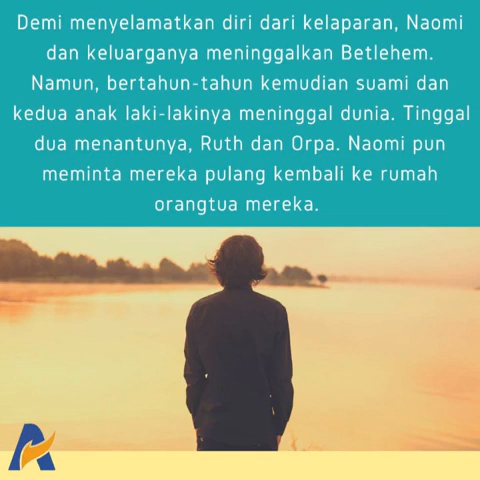 Demi menyelamatkan diri dari kelaparan, Naomi
dan keluarganya meninggalkan Betlehem.
Namun, bertahun-tahun kemudian suami dan
kedua anak laki-lakinya meninggal dunia. Tinggal
dua menantunya, Ruth dan Orpa. Naomi pun
meminta mereka pulang kembali ke rumah
orangtua mereka.